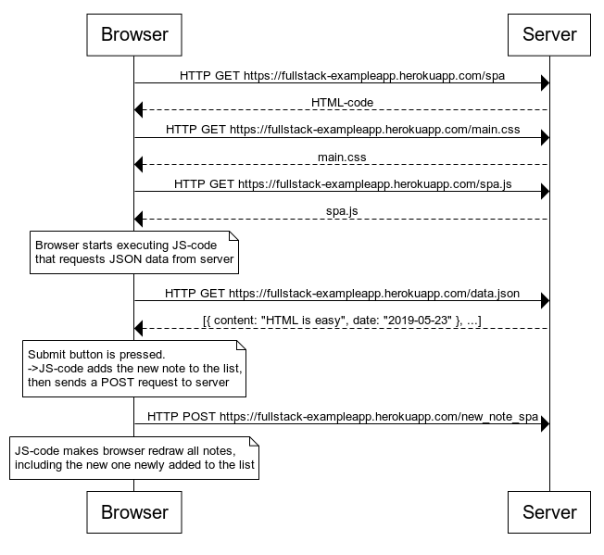 Browser
Server
HTTP GET https://fullstack-exampleapp.herokuapp.com/spa
HTML-code
HTTP GET https://fullstack-exampleapp.herokuapp.com/main.css
main.css
HTTP GET https://fullstack-exampleapp.herokuapp.com/spa.js
spa.js
Browser starts executing JS-code
that requests JSON data from server
HTTP GET https://fullstack-exampleapp.herokuapp.com/data.json
[{ content: "HTML is easy", date: "2019-05-23" }, ...]
Submit button is pressed.
->JS-code adds the new note to the list,
then sends a POST request to server
HTTP POST https://fullstack-exampleapp.herokuapp.com/new_note_spa
JS-code makes browser redraw all notes,
including the new one newly added to the list
Browser
Server